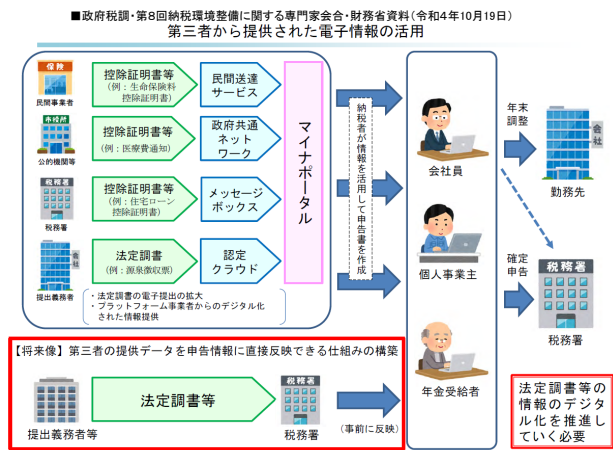 ■政府税調・第8回納税環境整備に関する専門家会合・財務省資料（令和4年10月19日）
第三者から提供された電子情報の活用
保険
民間事業者
控除証明書等
（例：生命保険料
控除証明書）
民間送達
サービス
市役所
公的機関等
控除証明書等
（例：医療費通知）
政府共通
ネット
ワーク
税務署
税務署
控除証明書等
（例：住宅ローン
控除証明書）
メッセージ
ボックス
提出義務者
法定調書
（例：源泉徴収票）
認定
クラウド
マイナポータル
・法定調書の電子提出の拡大
・プラットフォーム事業者からのデジタル化
された情報提供
納税者が情報を活用して申告書を作成
会社員
個人事業主
年金受給者
年末
調整
会社
勤務先
確定
申告
税務署
税務署
【将来像】第三者の提供データを申告情報に直接反映できる仕組みの構築
提出義務者等
法定調書等
税務署
税務署
（事前に反映）
法定調書等の
情報のデジタ
ル化を推進し
ていく必要